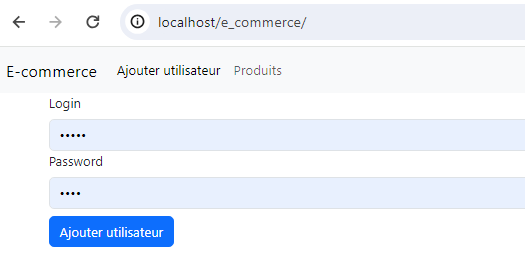 localhost/e_commerce/
E-commerce Ajouter utilisateur Produits
Login
•••••
Password
••••
Ajouter utilisateur